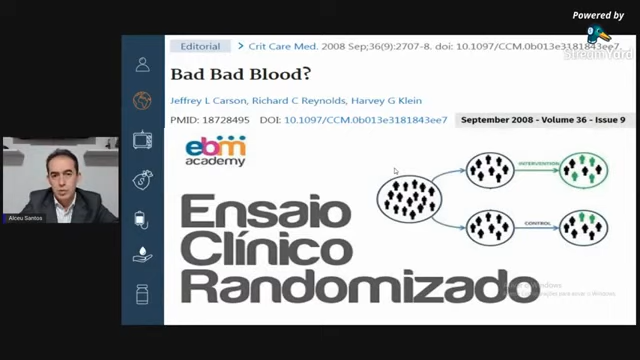 Powered by
StreamYard
Editorial > Crit Care Med. 2008 Sep;36(9):2707-8. doi: 10.1097/CCM.0b013e3181843ee7.
Bad Bad Blood?
Jeffrey L Carson, Richard C Reynolds, Harvey G Klein
PMID: 18728495 DOI: 10.1097/CCM.0b013e3181843ee7
September 2008 - Volume 36 - Issue 9
ebm
academy
INTERVENTION
CONTROL
Ensaio
Clínico
Randomizado
Alceu Santos